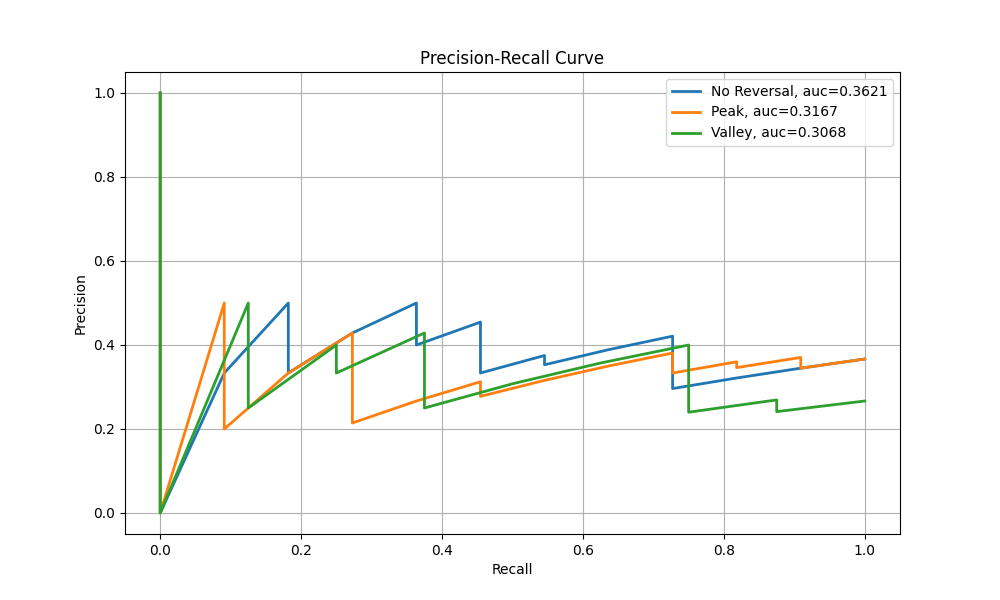 Precision-Recall Curve
No Reversal, auc=0.3621
Peak, auc=0.3167
Valley, auc=0.3068
Precision
1.0
0.8
0.6
0.4
0.2
0.0
0.0 0.2 0.4 0.6 0.8 1.0
Recall